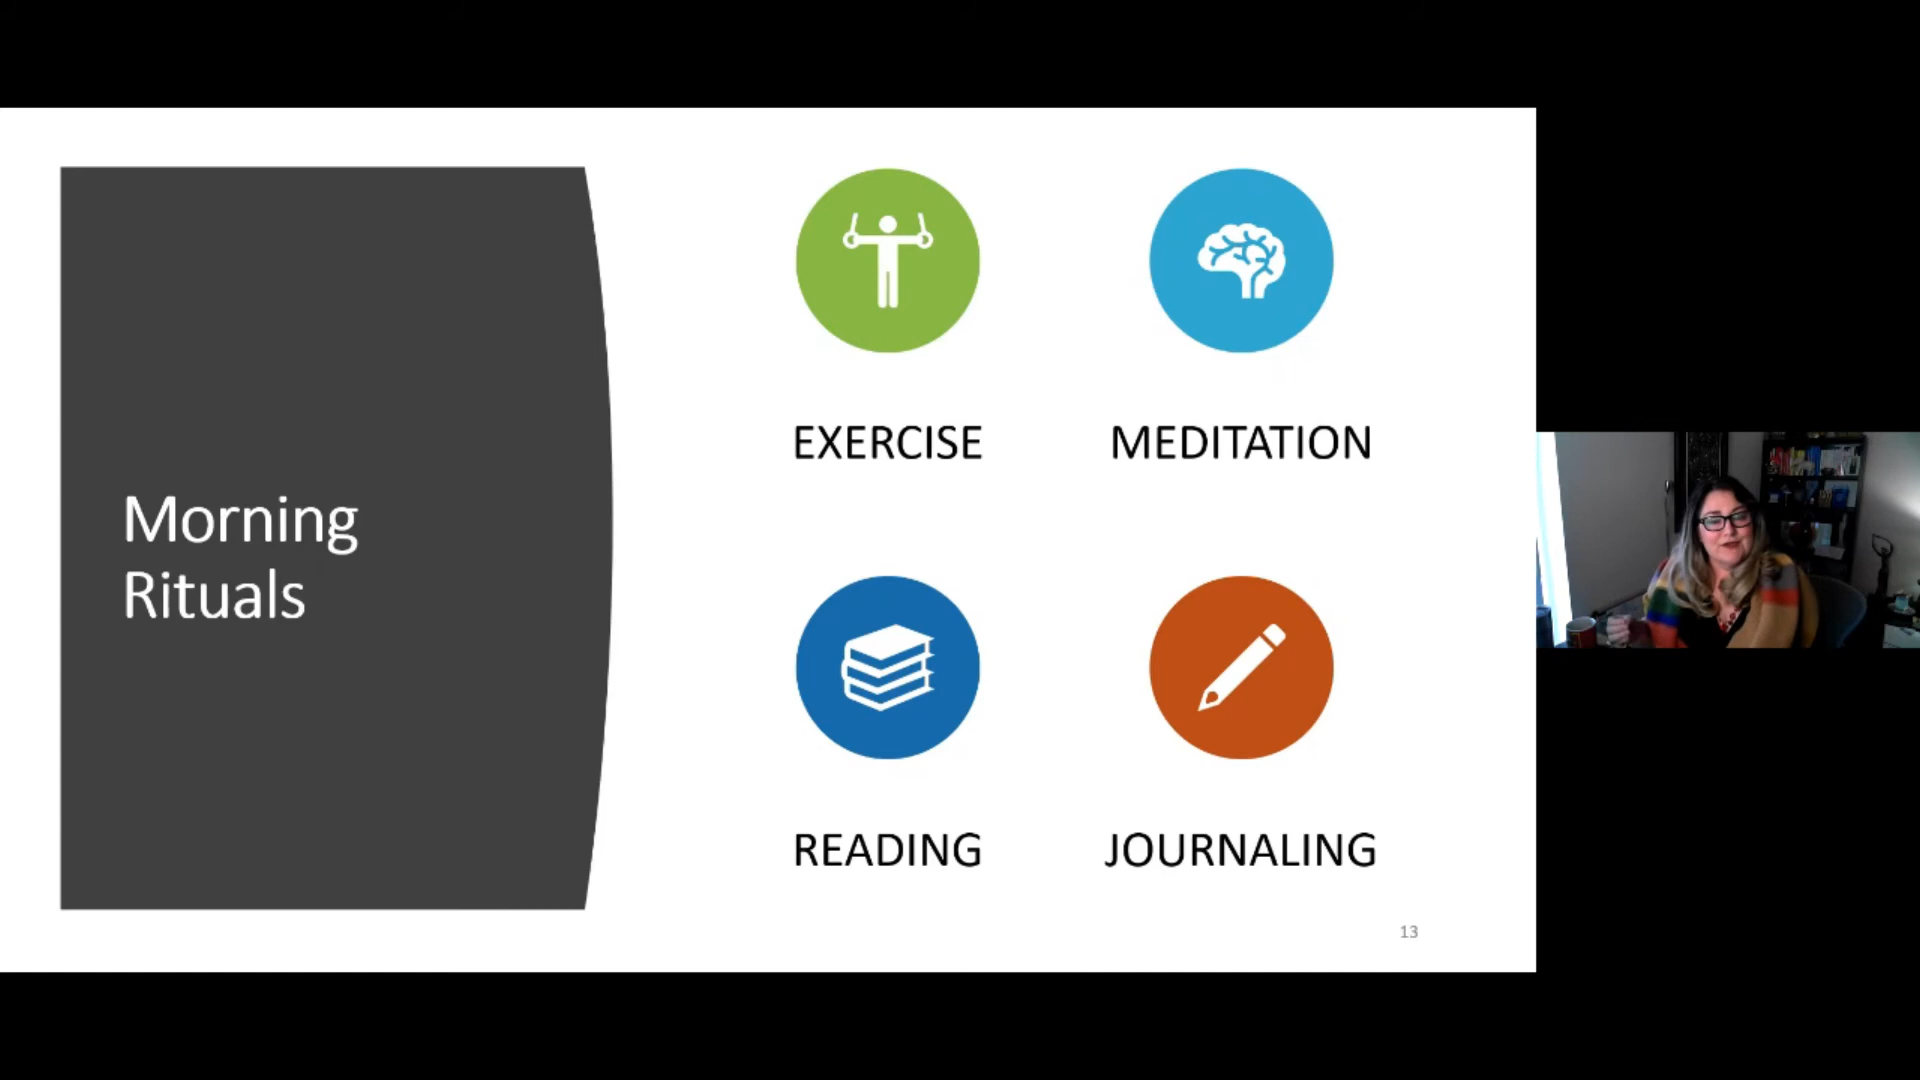 Morning
Rituals
EXERCISE
MEDITATION
READING
JOURNALING
13